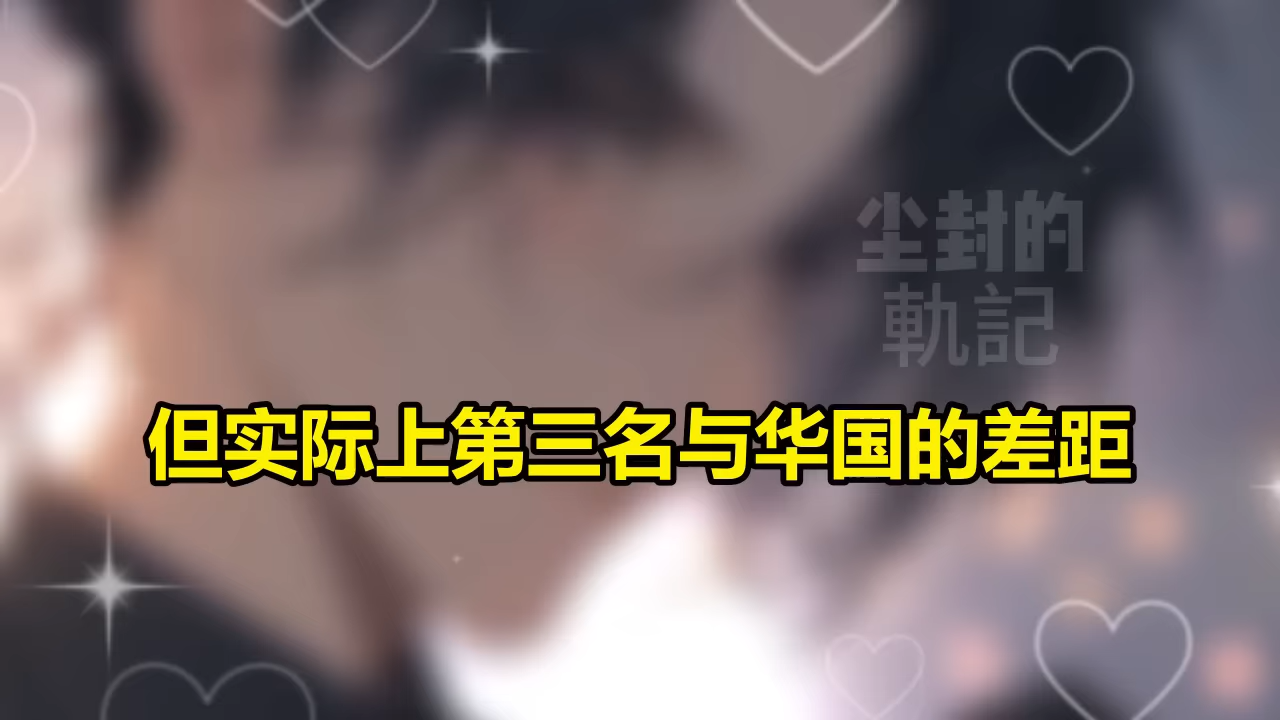 尘封的
軌記
但实际上第三名与华国的差距